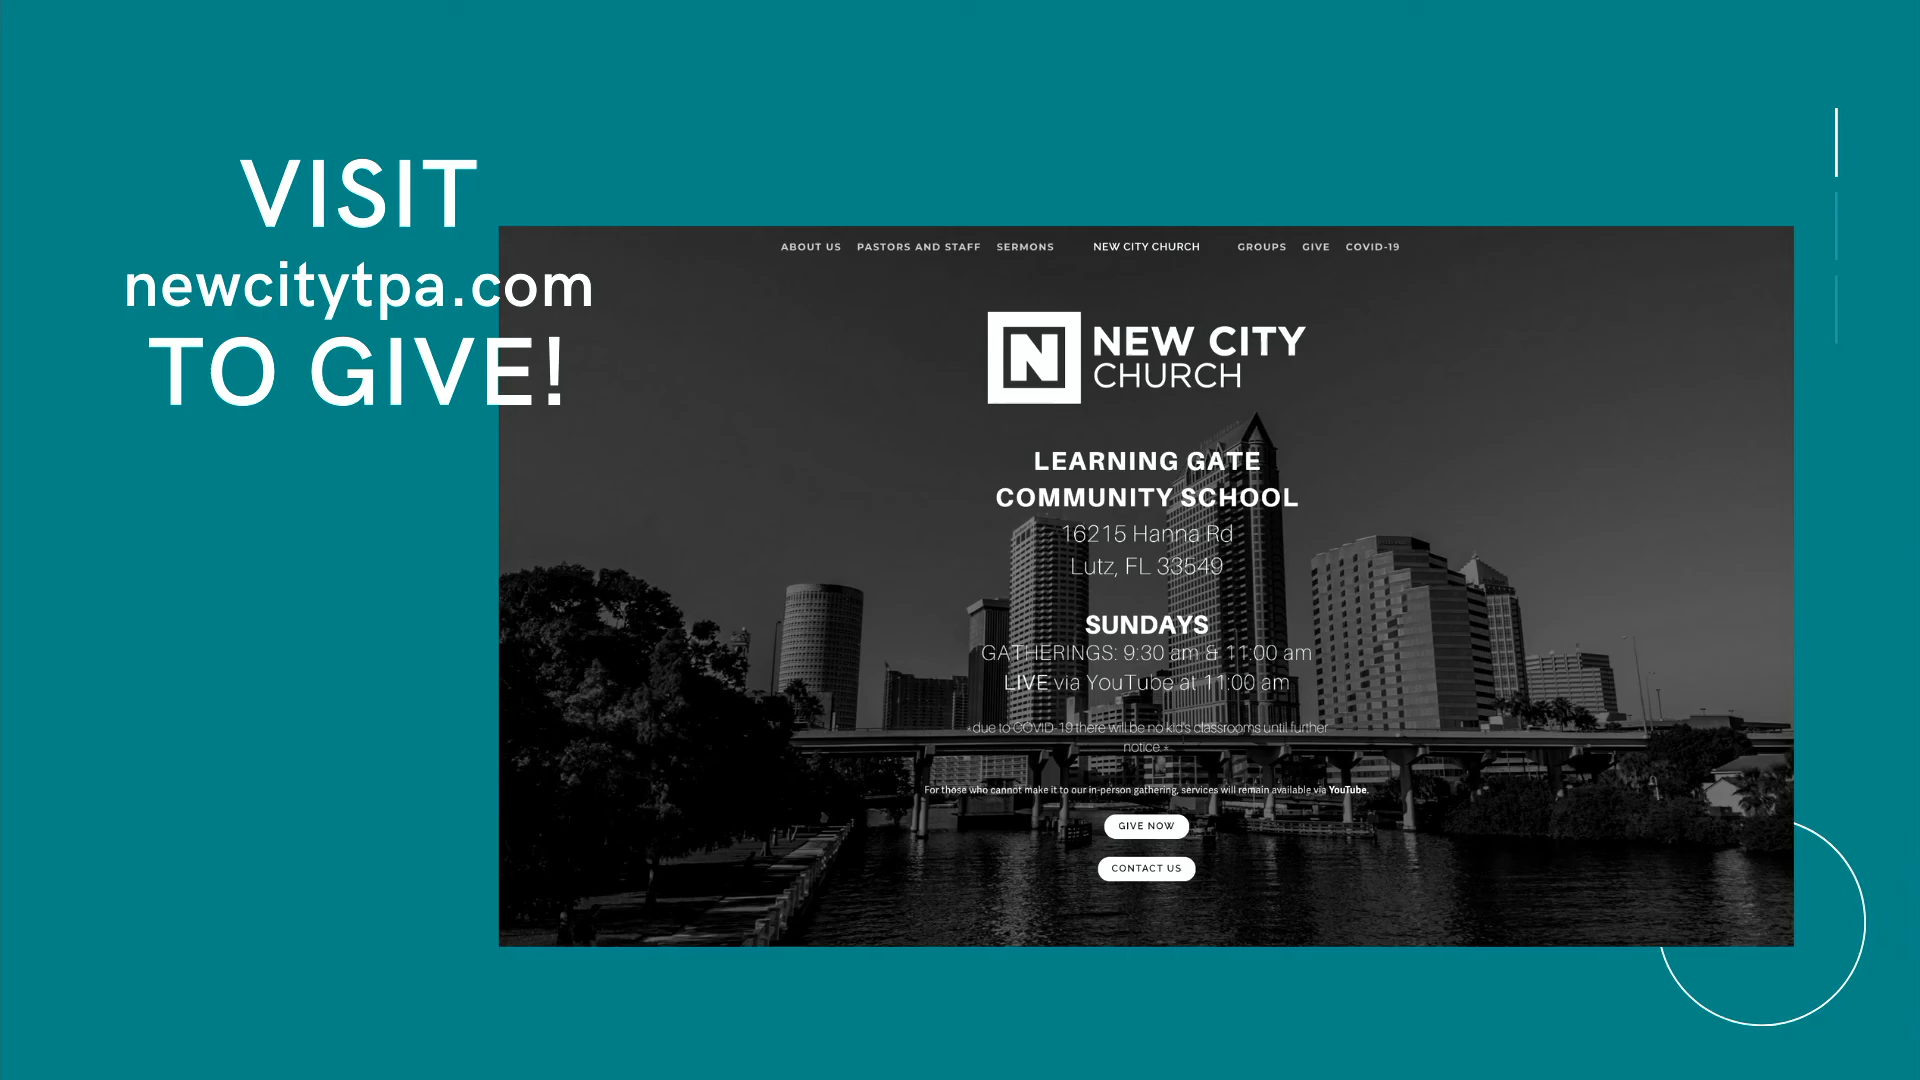 VISIT
newcitytpa.com
TO GIVE!
ABOUT US PASTORS AND STAFF SERMONS NEW CITY CHURCH GROUPS GIVE COVID-19
N NEW CITY
CHURCH
LEARNING GATE
COMMUNITY SCHOOL
16215 Hanna Rd
Lutz, FL 33549
SUNDAYS
GATHERINGS: 9:30 am & 11:00 am
LIVE via YouTube at 11:00 am
*due to COVID-19 there will be no kid's classrooms until further
notice.*
For those who cannot make it to our in-person gathering, services will remain available via YouTube.
GIVE NOW
CONTACT US